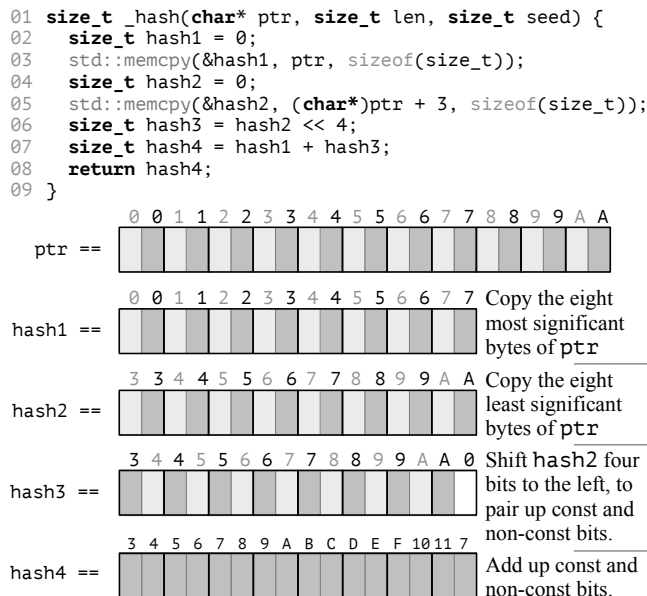 01 size_t _hash(char* ptr, size_t len, size_t seed) {
02 size_t hash1 = 0;
03 std::memcpy(&hash1, ptr, sizeof(size_t));
04 size_t hash2 = 0;
05 std::memcpy(&hash2, (char*)ptr + 3, sizeof(size_t));
06 size_t hash3 = hash2 << 4;
07 size_t hash4 = hash1 + hash3;
08 return hash4;
09 }
0 0 1 1 2 2 3 3 4 4 5 5 6 6 7 7 8 8 9 9 A A
ptr ==
0 0 1 1 2 2 3 3 4 4 5 5 6 6 7 7
hash1 ==
Copy the eight
most significant
bytes of ptr
3 3 4 4 5 5 6 6 7 7 8 8 9 9 A A
hash2 ==
Copy the eight
least significant
bytes of ptr
3 4 4 5 5 6 6 7 7 8 8 9 9 A A 0
hash3 ==
Shift hash2 four
bits to the left, to
pair up const and
non-const bits.
3 4 5 6 7 8 9 A B C D E F 10 11 7
hash4 ==
Add up const and
non-const bits.